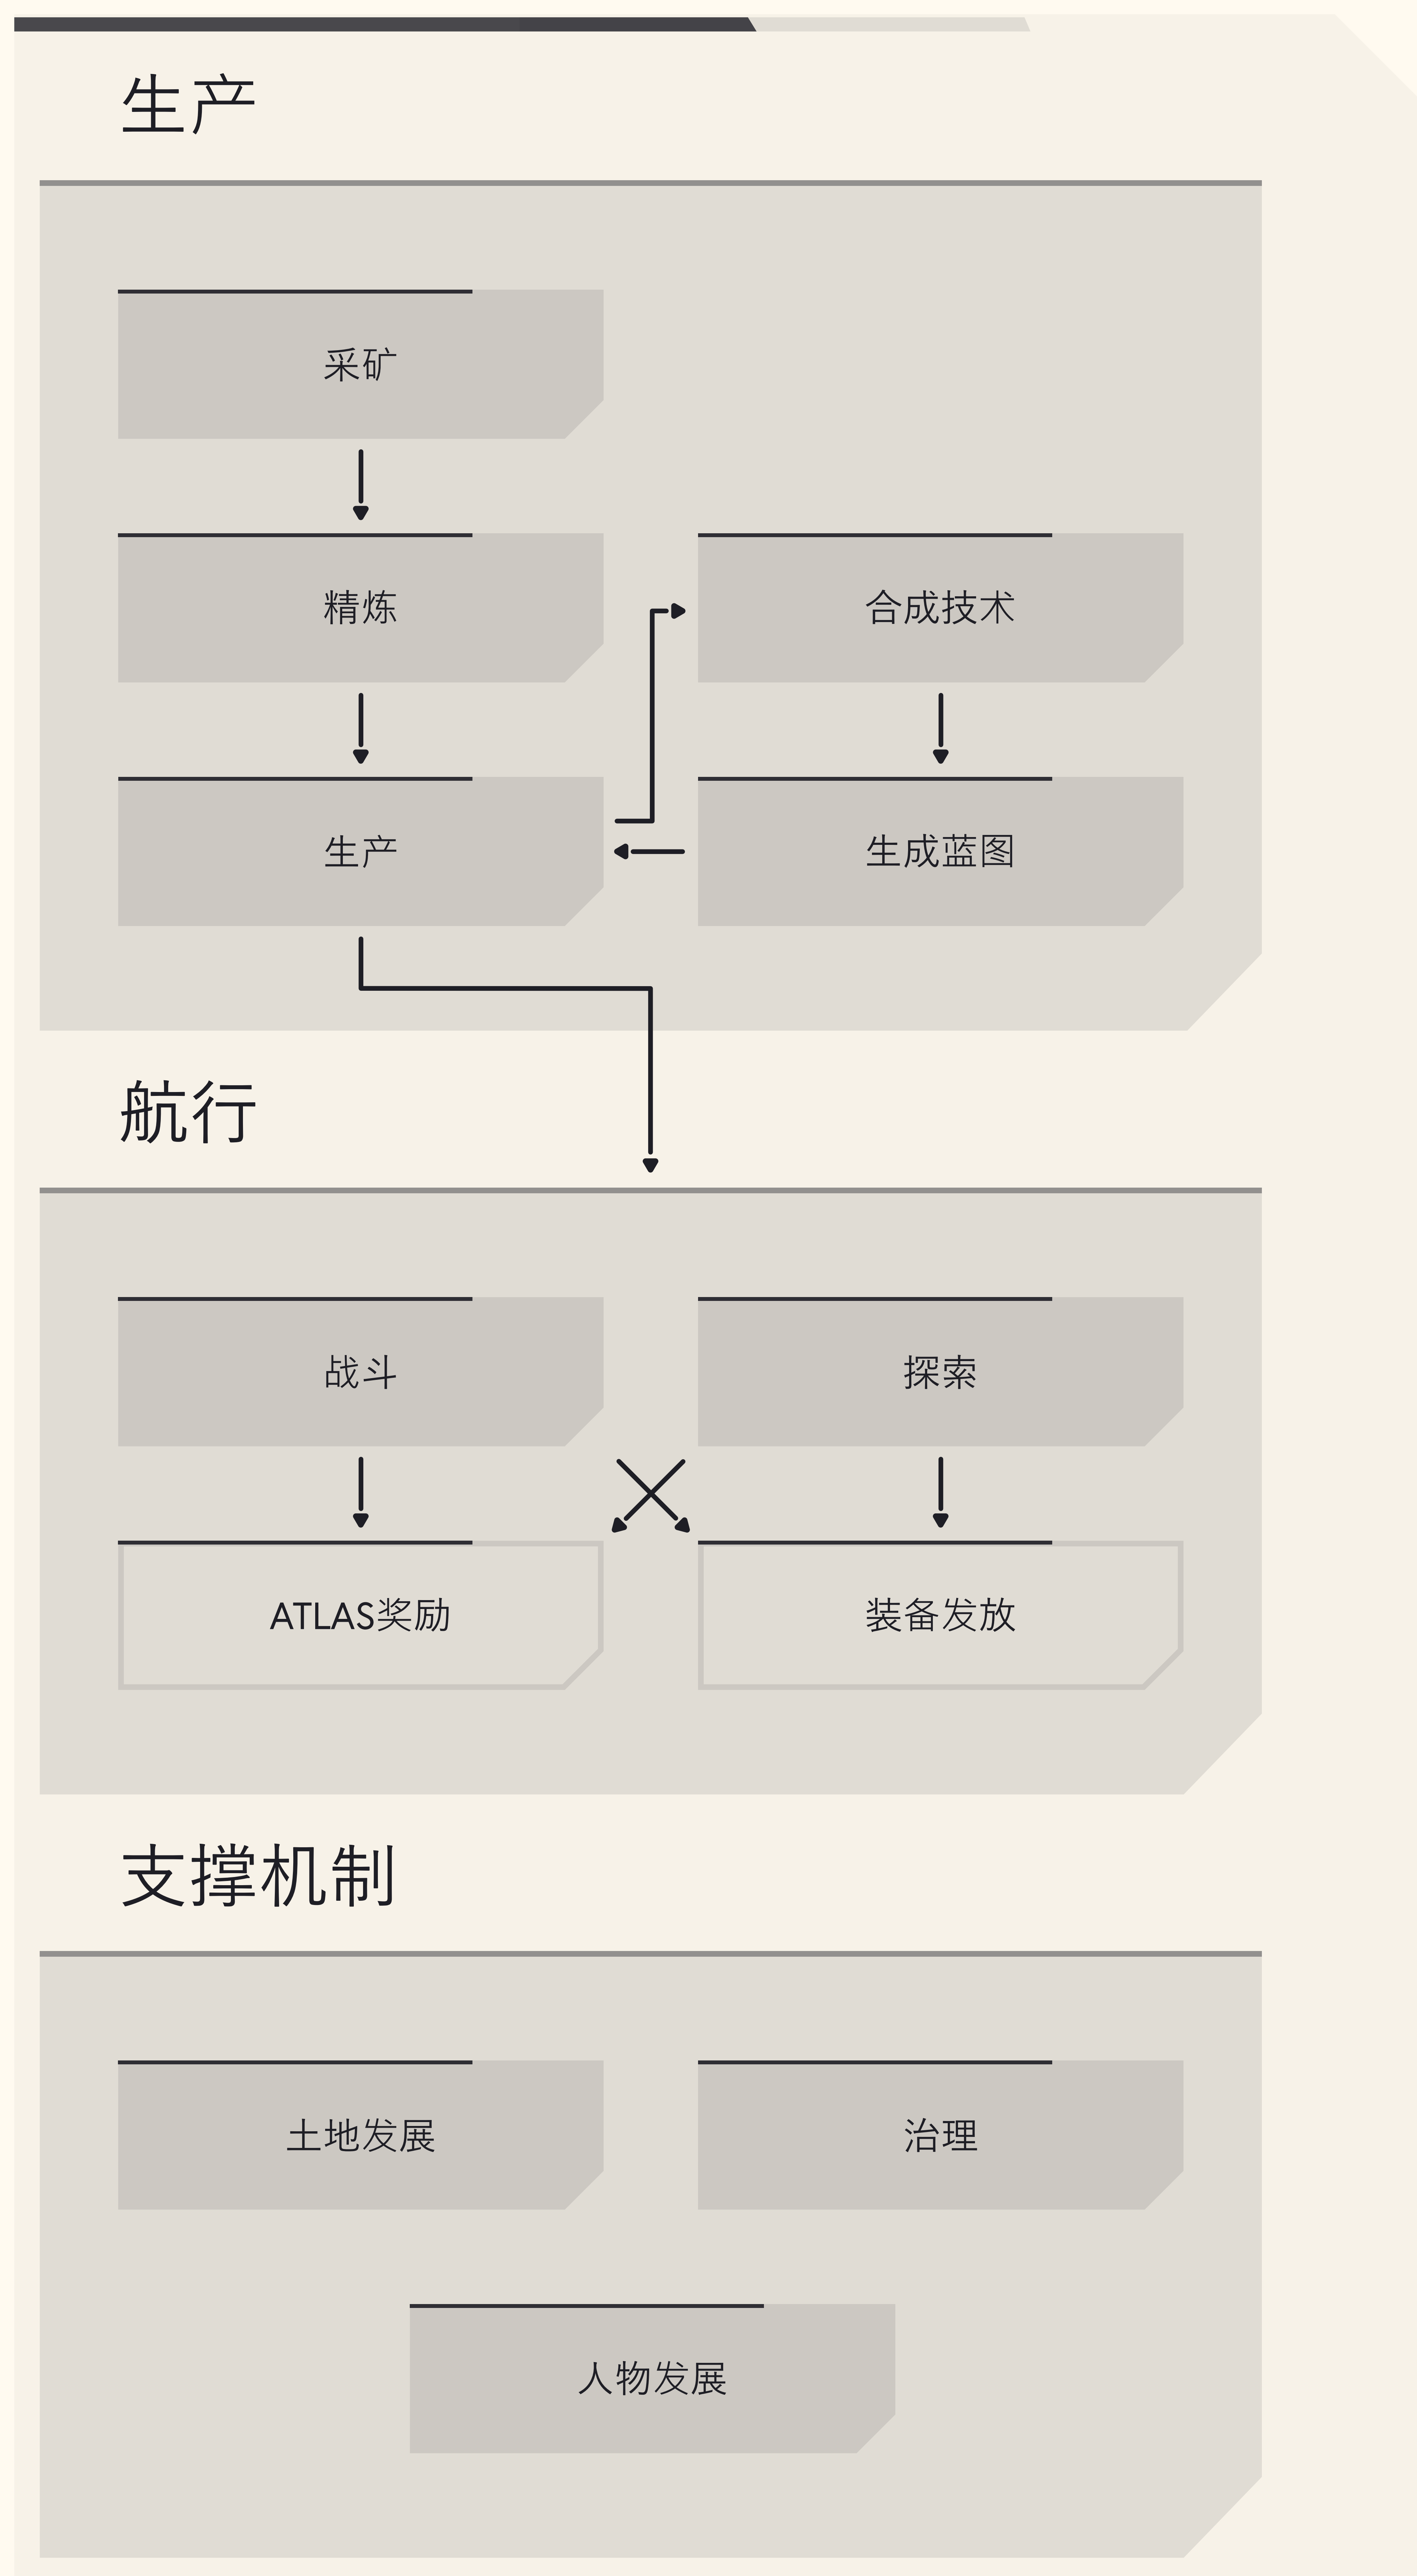 生产
采矿
精炼
合成技术
生产
生成蓝图
航行
战斗
探索
ATLAS奖励
装备发放
支撑机制
土地发展
治理
人物发展